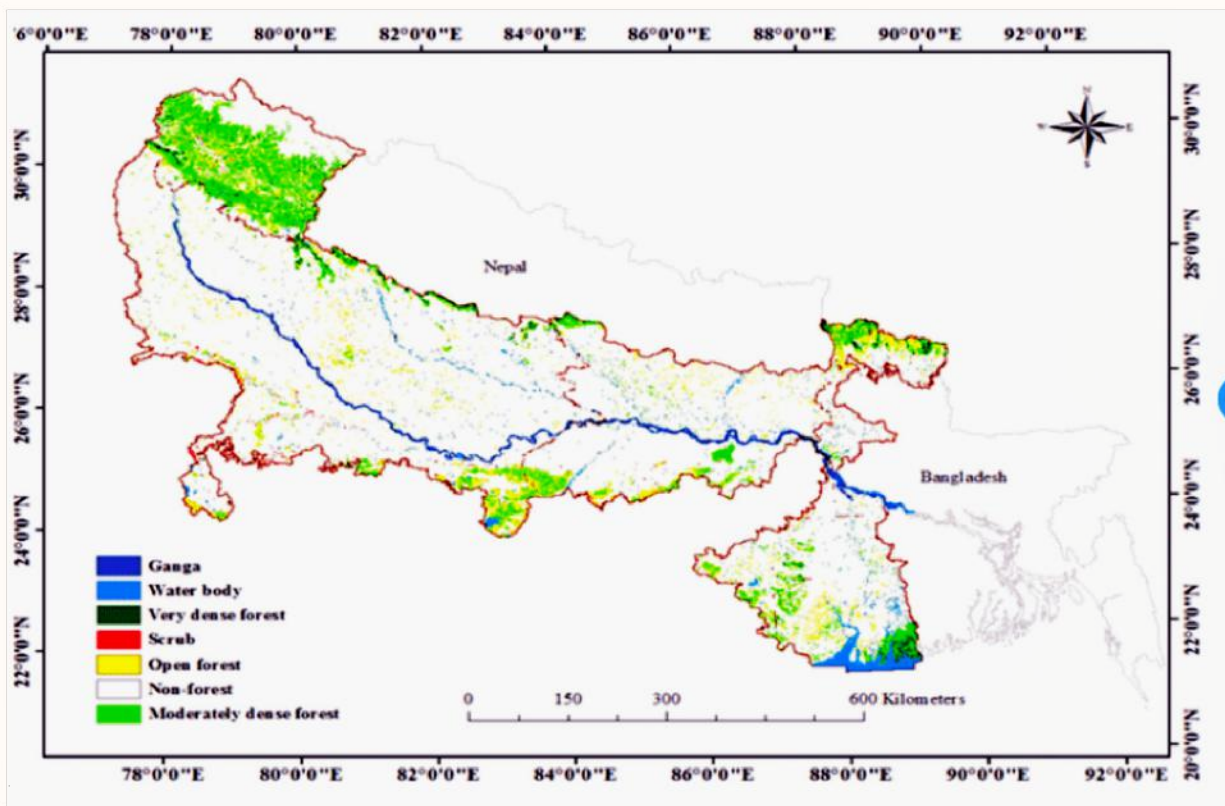 76°0'0"E 78°0'0"E 80°0'0"E 82°0'0"E 84°0'0"E 86°0'0"E 88°0'0"E 90°0'0"E 92°0'0"E
N
W E
S
30°0'0"N 30°0'0"N
28°0'0"N 28°0'0"N
Nepal
26°0'0"N 26°0'0"N
24°0'0"N 24°0'0"N
Bangladesh
22°0'0"N 22°0'0"N
20°0'0"N
Ganga
Water body
Very dense forest
Scrub
Open forest
Non-forest
Moderately dense forest
0 150 300 600 Kilometers
78°0'0"E 80°0'0"E 82°0'0"E 84°0'0"E 86°0'0"E 88°0'0"E 90°0'0"E 92°0'0"E